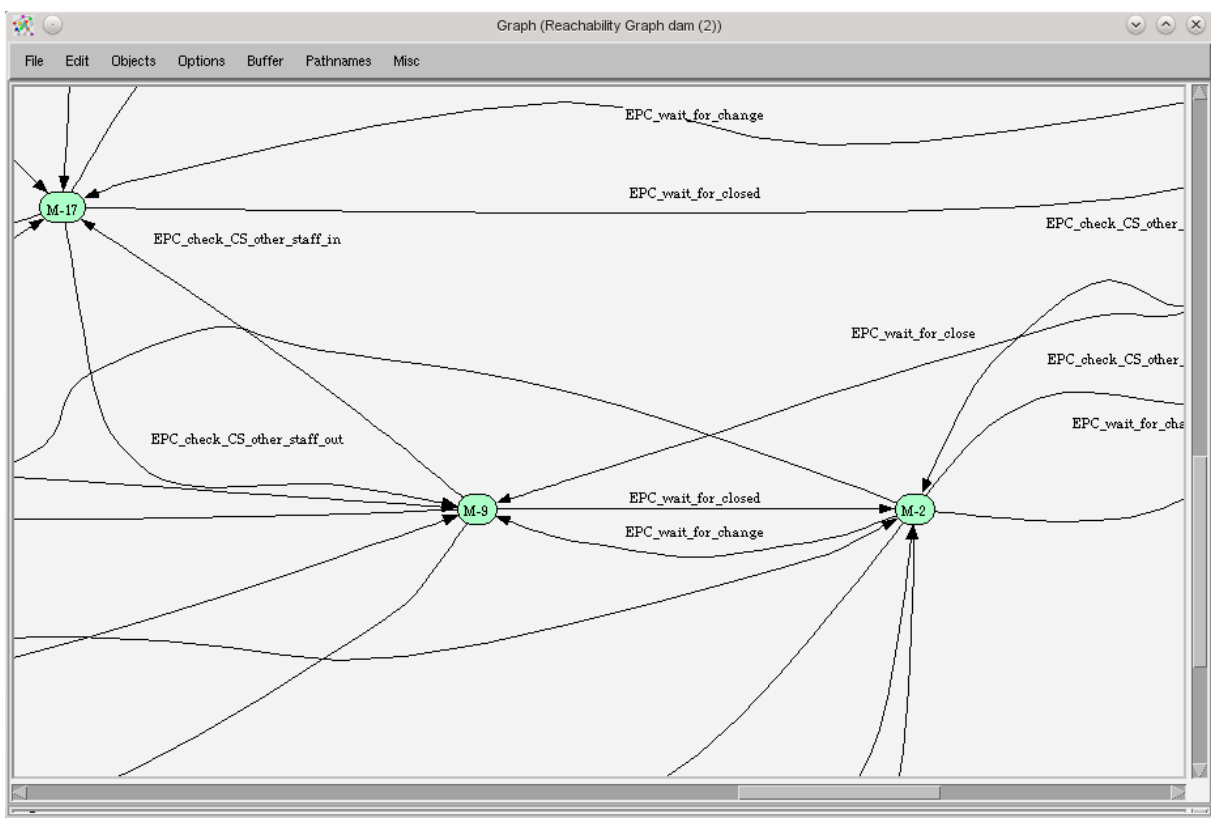 Graph (Reachability Graph dam (2))
File Edit Objects Options Buffer Pathnames Misc
EPC_wait_for_change
EPC_wait_for_closed
M-17
EPC_check_CS_other_
EPC_check_CS_other_staff_in
EPC_wait_for_close
EPC_check_CS_other_
EPC_wait_for_cha
EPC_check_CS_other_staff_out
EPC_wait_for_closed
M-9
M-2
EPC_wait_for_change